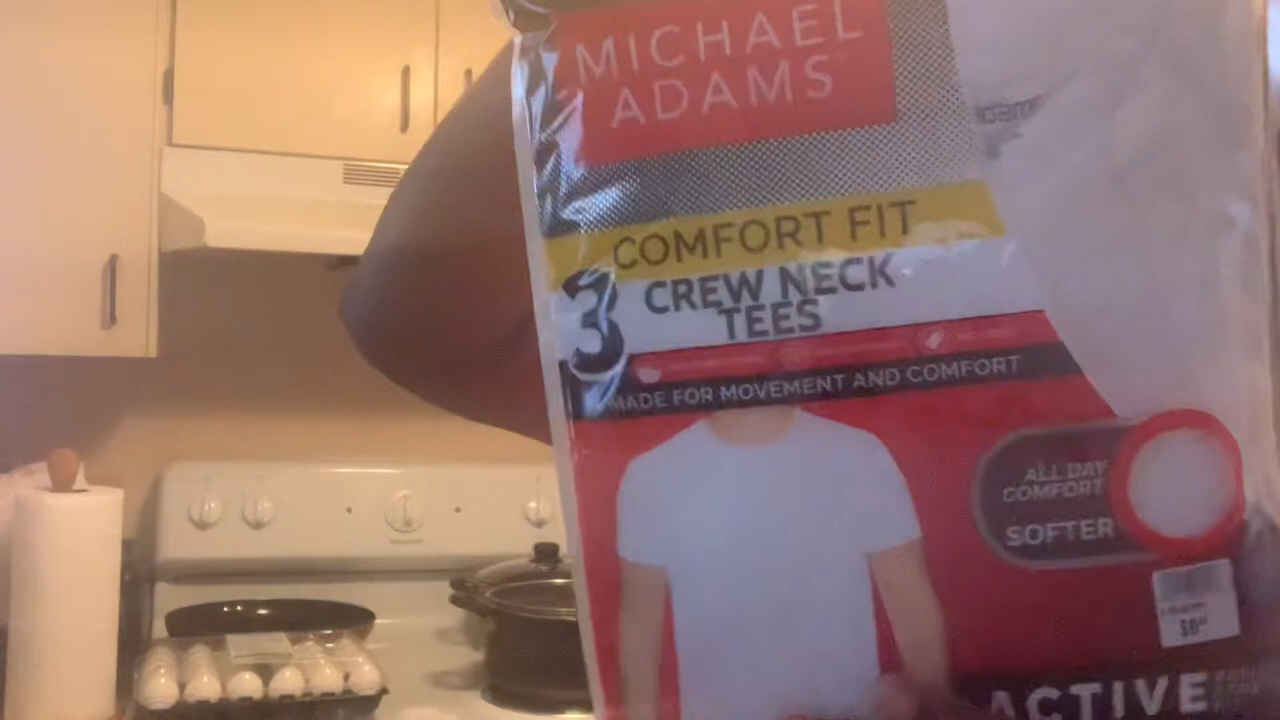 MICHAEL
ADAMS
COMFORT FIT
3
CREW NECK
TEES
MADE FOR MOVEMENT AND COMFORT
ALL DAY
COMFORT
SOFTER
ACTIVE